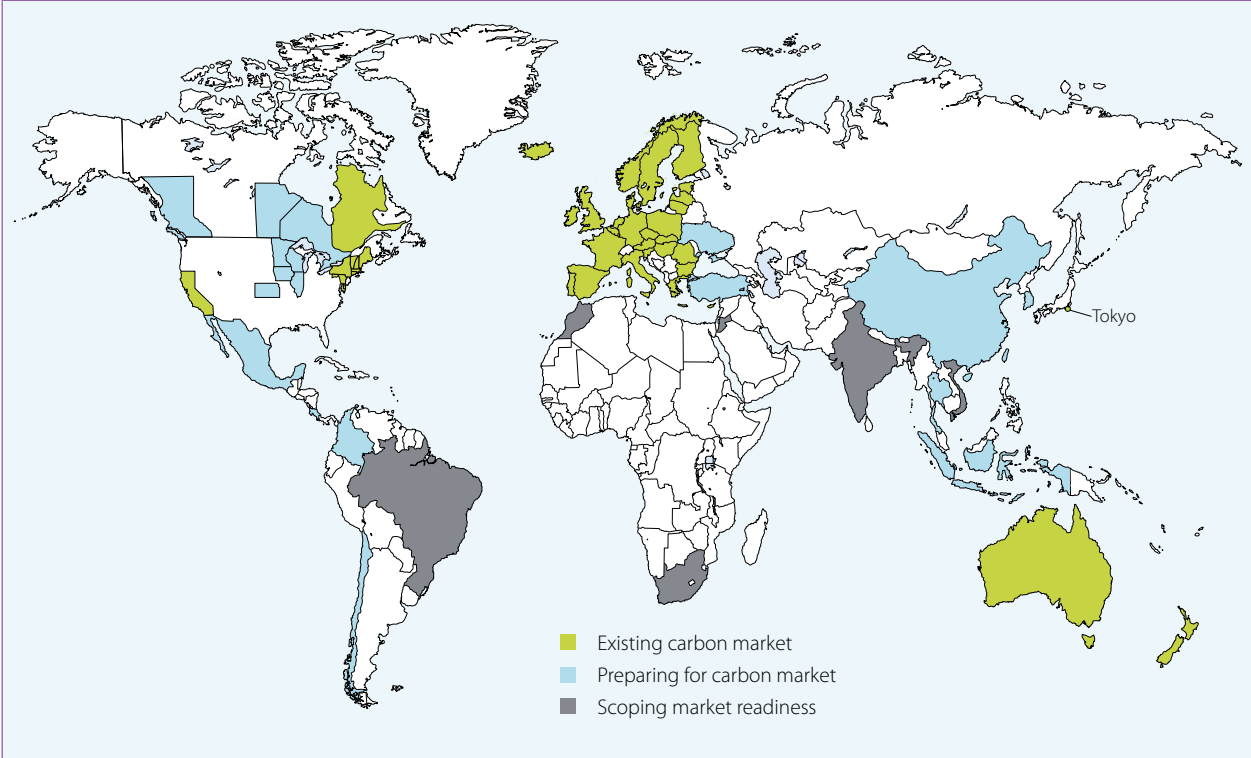 Tokyo
Existing carbon market
Preparing for carbon market
Scoping market readiness